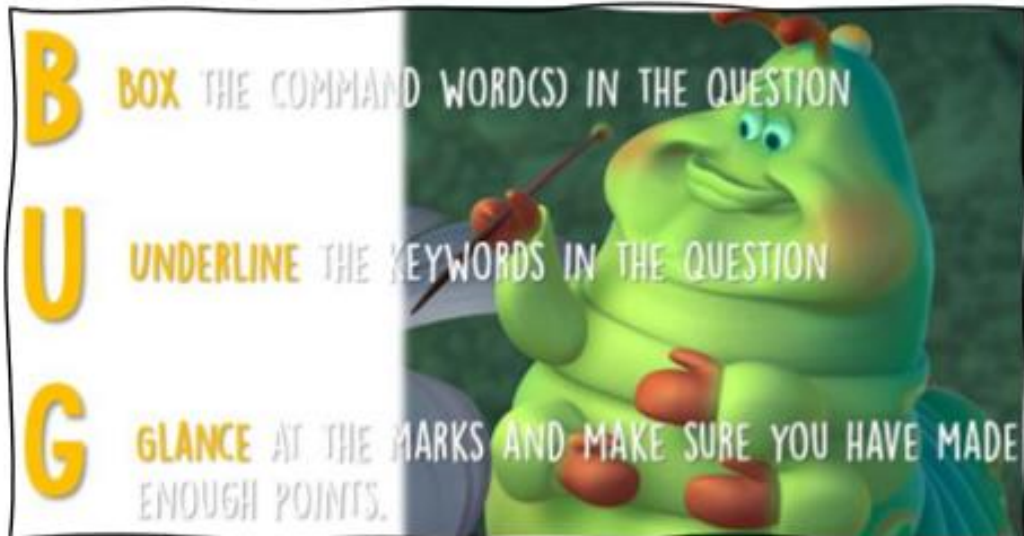 B BOX THE COMMAND WORD(S) IN THE QUESTION
U UNDERLINE THE KEYWORDS IN THE QUESTION
G GLANCE AT THE MARKS AND MAKE SURE YOU HAVE MADE
ENOUGH POINTS.